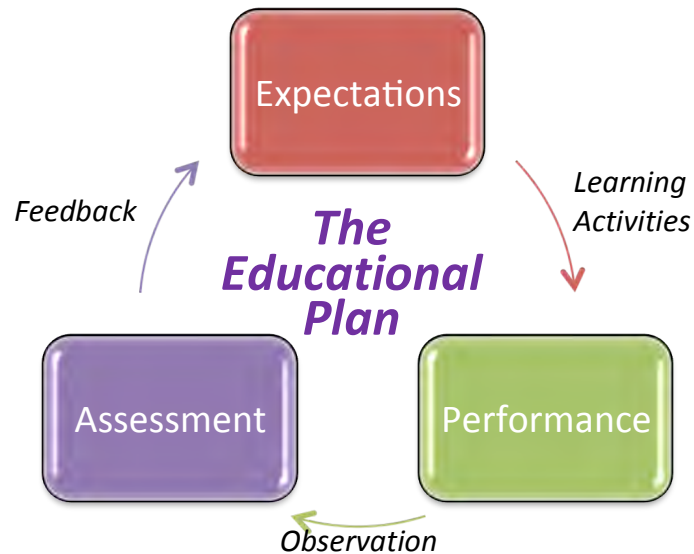 Expectations
Feedback
Learning
Activities
The
Educational
Plan
Assessment
Performance
Observation